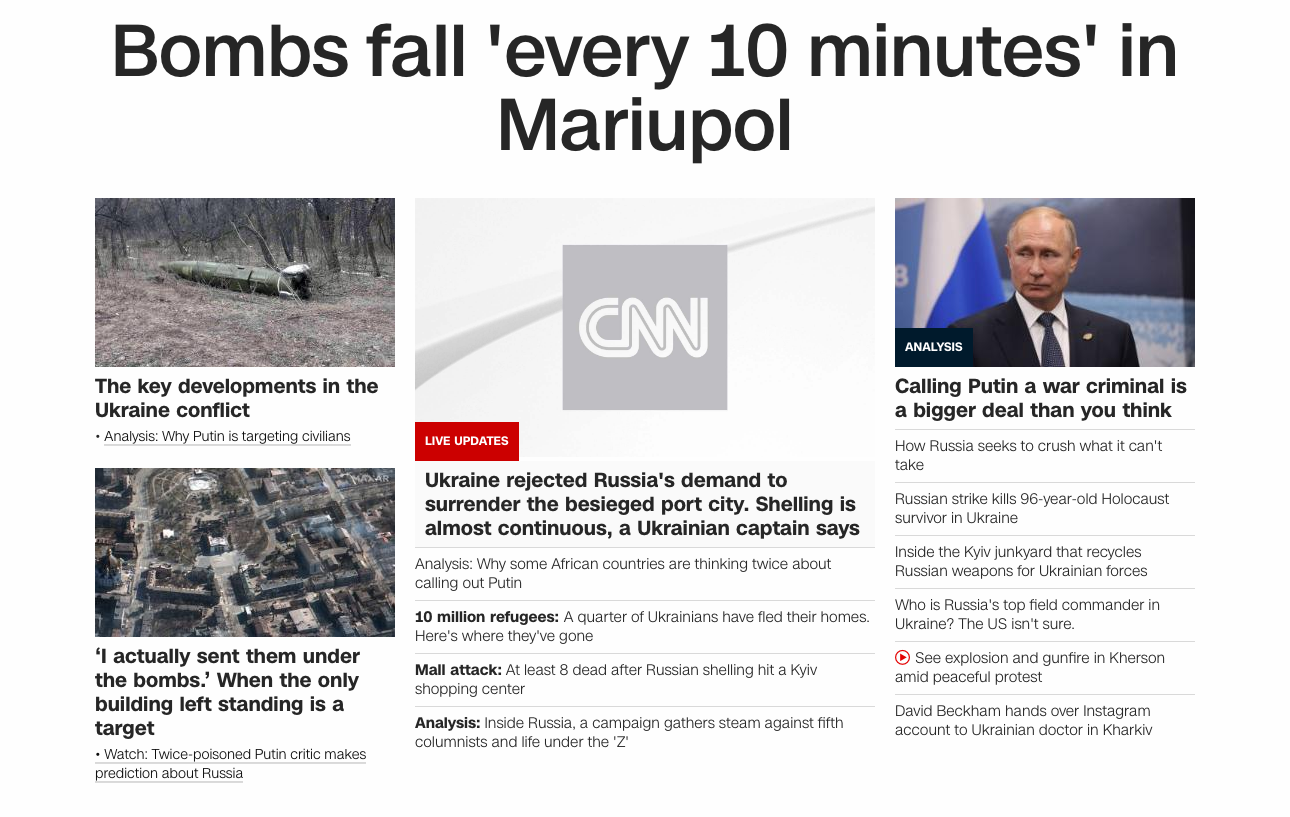 Bombs fall 'every 10 minutes' in
Mariupol
The key developments in the
Ukraine conflict
• Analysis: Why Putin is targeting civilians
MAXAR
‘I actually sent them under
the bombs.’ When the only
building left standing is a
target
• Watch: Twice-poisoned Putin critic makes
prediction about Russia
CNN
LIVE UPDATES
Ukraine rejected Russia's demand to
surrender the besieged port city. Shelling is
almost continuous, a Ukrainian captain says
Analysis: Why some African countries are thinking twice about
calling out Putin
10 million refugees: A quarter of Ukrainians have fled their homes.
Here's where they've gone
Mall attack: At least 8 dead after Russian shelling hit a Kyiv
shopping center
Analysis: Inside Russia, a campaign gathers steam against fifth
columnists and life under the 'Z'
8
ANALYSIS
Calling Putin a war criminal is
a bigger deal than you think
How Russia seeks to crush what it can't
take
Russian strike kills 96-year-old Holocaust
survivor in Ukraine
Inside the Kyiv junkyard that recycles
Russian weapons for Ukrainian forces
Who is Russia's top field commander in
Ukraine? The US isn't sure.
See explosion and gunfire in Kherson
amid peaceful protest
David Beckham hands over Instagram
account to Ukrainian doctor in Kharkiv